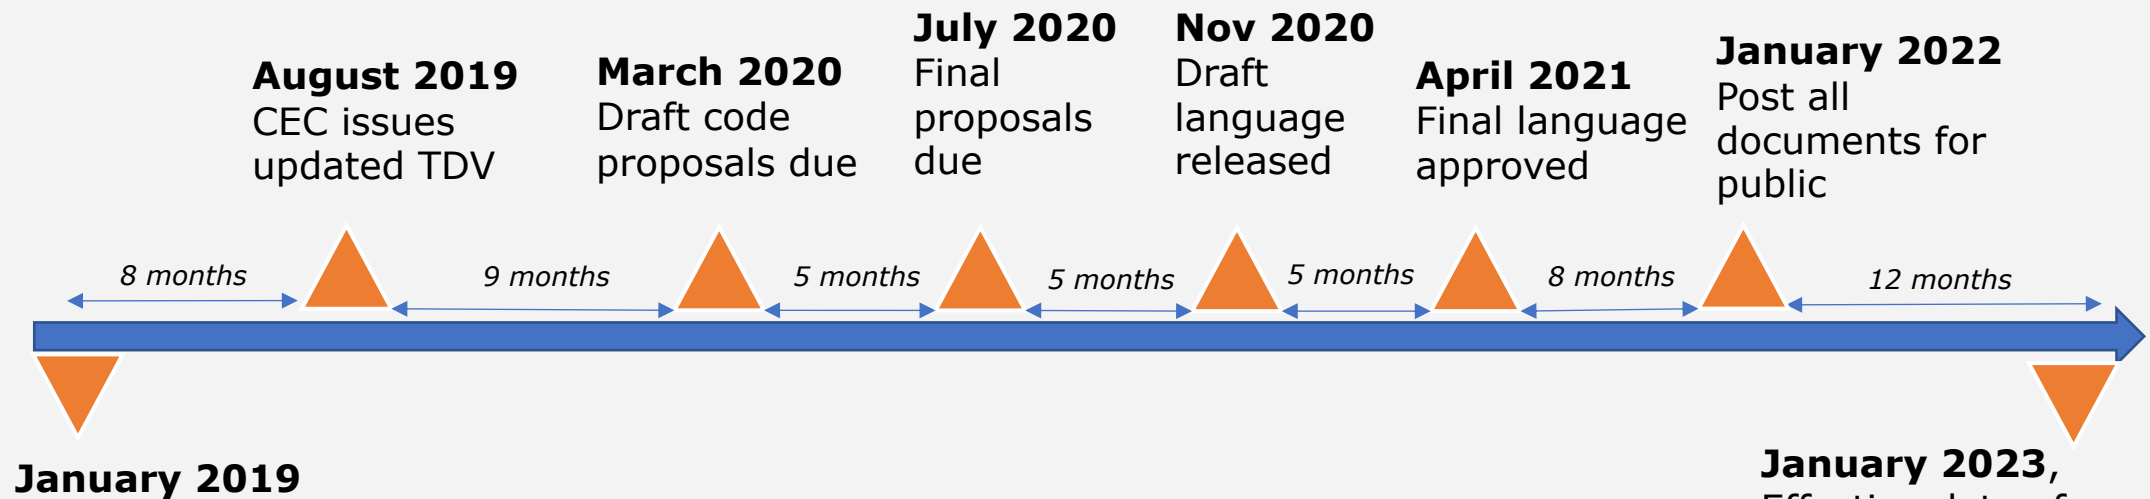 August 2019
CEC issues
updated TDV
March 2020
Draft code
proposals due
July 2020
Final
proposals
due
Nov 2020
Draft
language
released
April 2021
Final language
approved
January 2022
Post all
documents for
public
8 months
9 months
5 months
5 months
5 months
8 months
12 months
January 2019
January 2023,